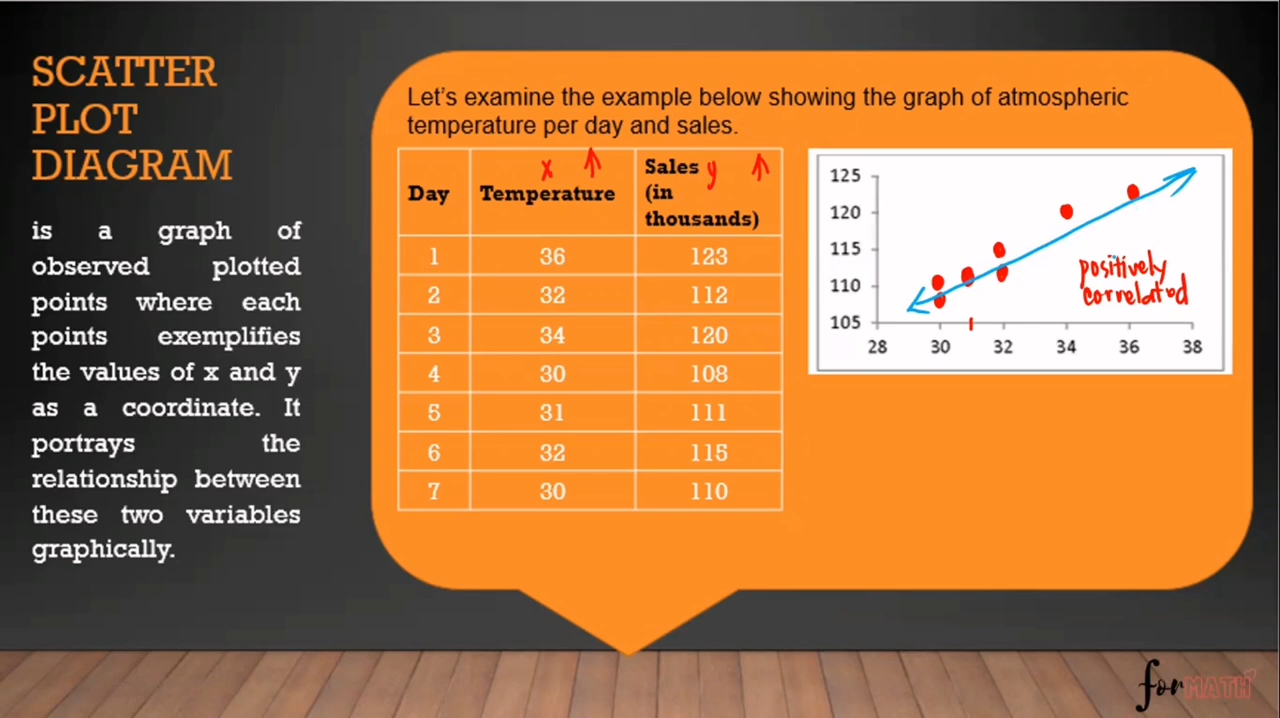 SCATTER
PLOT
DIAGRAM
is a graph of
observed plotted
points where each
points exemplifies
the values of x and y
as a coordinate. It
portrays the
relationship between
these two variables
graphically.
Let's examine the example below showing the graph of atmospheric
temperature per day and sales.
Day x Temperature Sales y (in thousands)
1 36 123
2 32 112
3 34 120
4 30 108
5 31 111
6 32 115
7 30 110
125
120
115
110
105
28 30 32 34 36 38
positively
correlated
forMATH